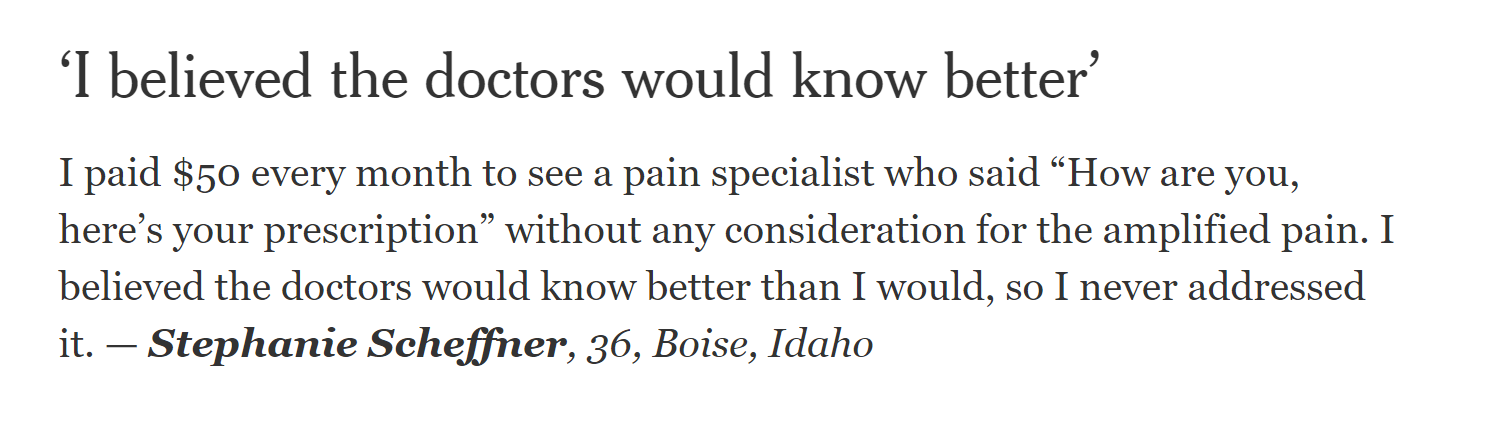 ‘I believed the doctors would know better’
I paid $50 every month to see a pain specialist who said “How are you,
here’s your prescription” without any consideration for the amplified pain. I
believed the doctors would know better than I would, so I never addressed
it. — Stephanie Scheffner, 36, Boise, Idaho